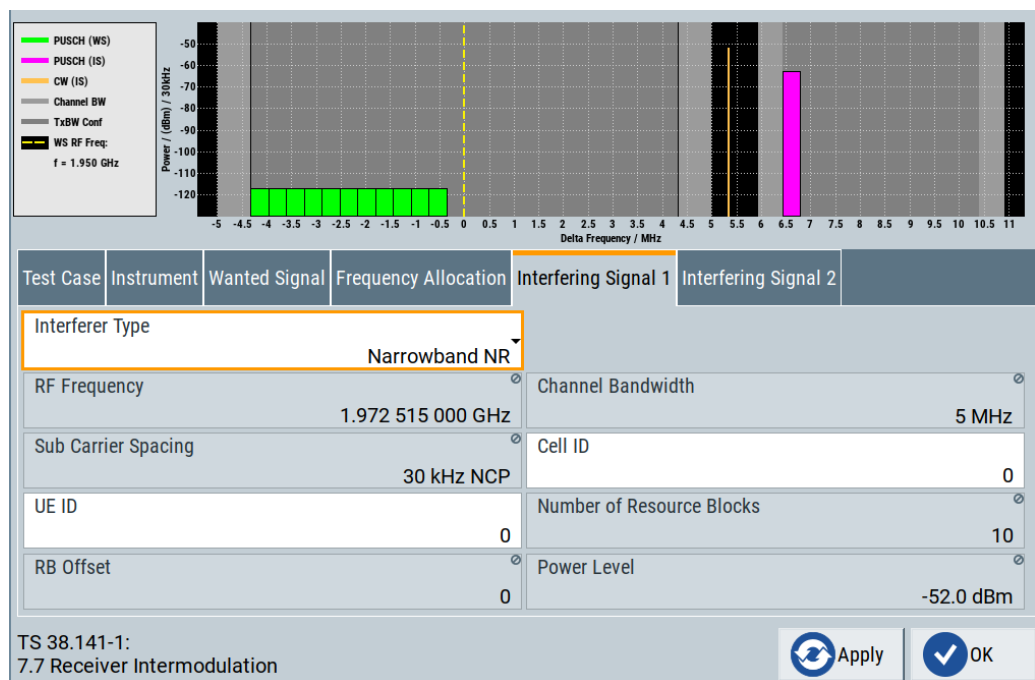 PUSCH (WS)
PUSCH (IS)
CW (IS)
Channel BW
TxBW Conf
WS RF Freq:
f = 1.950 GHz
Power / (dBm) / 30kHz
-50
-60
-70
-80
-90
-100
-110
-120
-5 -4.5 -4 -3.5 -3 -2.5 -2 -1.5 -1 -0.5 0 0.5 1 1.5 2 2.5 3 3.5 4 4.5 5 5.5 6 6.5 7 7.5 8 8.5 9 9.5 10 10.5 11
Delta Frequency / MHz
Test Case Instrument Wanted Signal Frequency Allocation Interfering Signal 1 Interfering Signal 2
Interferer Type
Narrowband NR
RF Frequency Channel Bandwidth
1.972 515 000 GHz 5 MHz
Sub Carrier Spacing Cell ID
30 kHz NCP 0
UE ID Number of Resource Blocks
0 10
RB Offset Power Level
0 -52.0 dBm
TS 38.141-1:
7.7 Receiver Intermodulation
Apply OK